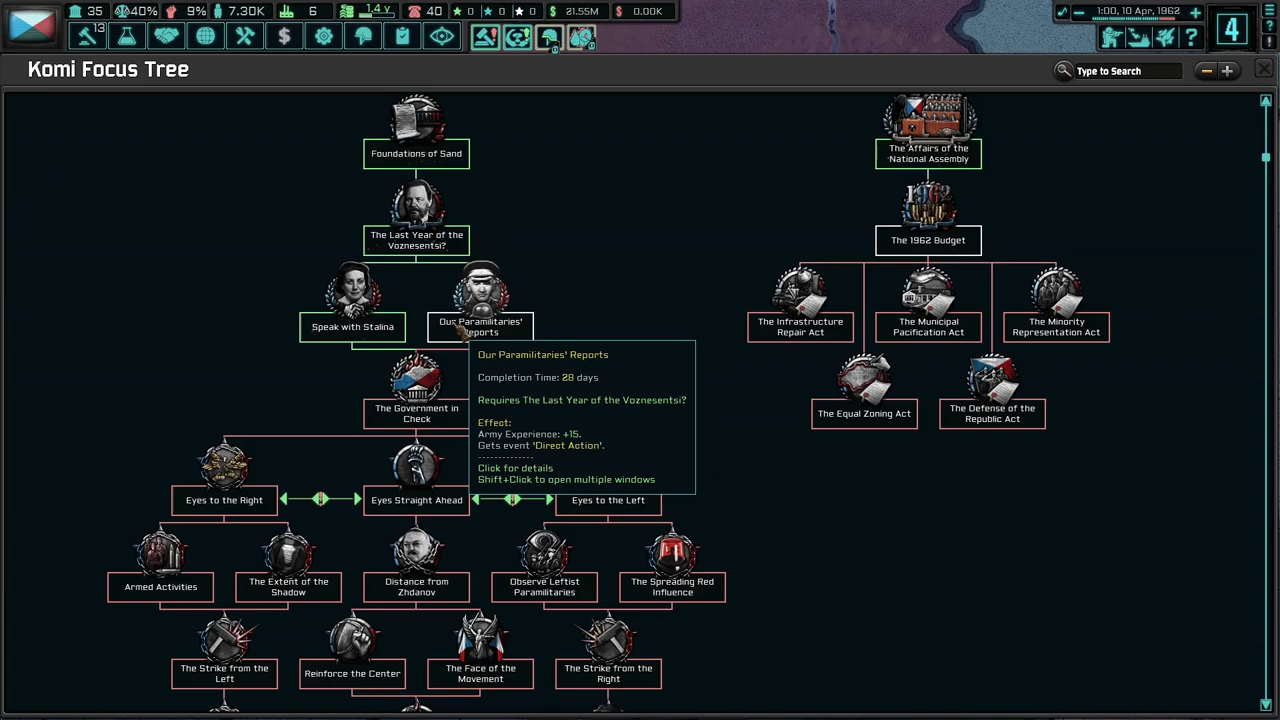 35 40% 9% 7.30K 6 1.4 v 40 0 0 0 $ 21.55M $ 0.00K 1:00, 10 Apr, 1962 4
13
Komi Focus Tree
Type to Search
Foundations of Sand
The Affairs of the
National Assembly
The Last Year of the
Voznesentsi?
1962
The 1962 Budget
Speak with Stalina
Our Paramilitaries'
Reports
The Infrastructure
Repair Act
The Municipal
Pacification Act
The Minority
Representation Act
Our Paramilitaries' Reports
Completion Time: 28 days
Requires The Last Year of the Voznesentsi?
Effect:
Army Experience: +15.
Gets event 'Direct Action'.
--------------
Click for details
Shift+Click to open multiple windows
The Government in
Check
The Equal Zoning Act
The Defense of the
Republic Act
Eyes to the Right
Eyes Straight Ahead
Eyes to the Left
Armed Activities
The Extent of the
Shadow
Distance from
Zhdanov
Observe Leftist
Paramilitaries
The Spreading Red
Influence
The Strike from the
Left
Reinforce the Center
The Face of the
Movement
The Strike from the
Right